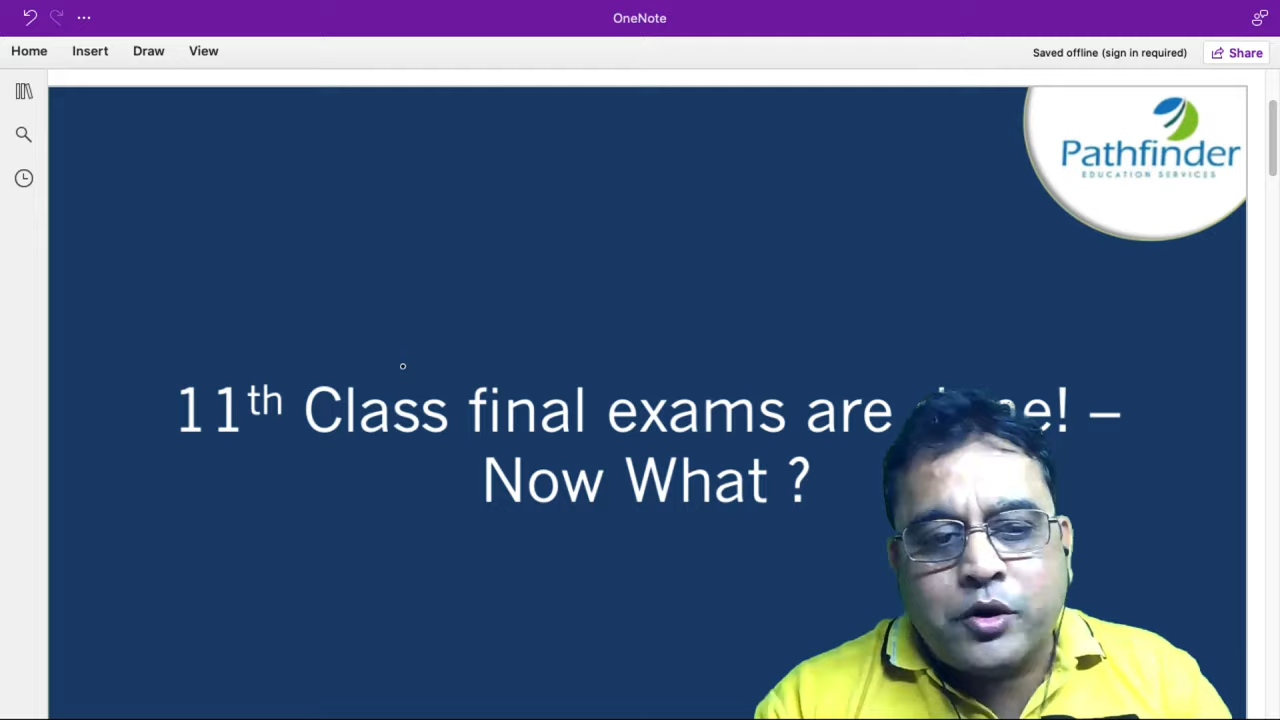 OneNote
Home Insert Draw View
Saved offline (sign in required) Share
Pathfinder
EDUCATION SERVICES
11th Class final exams are –
Now What ?